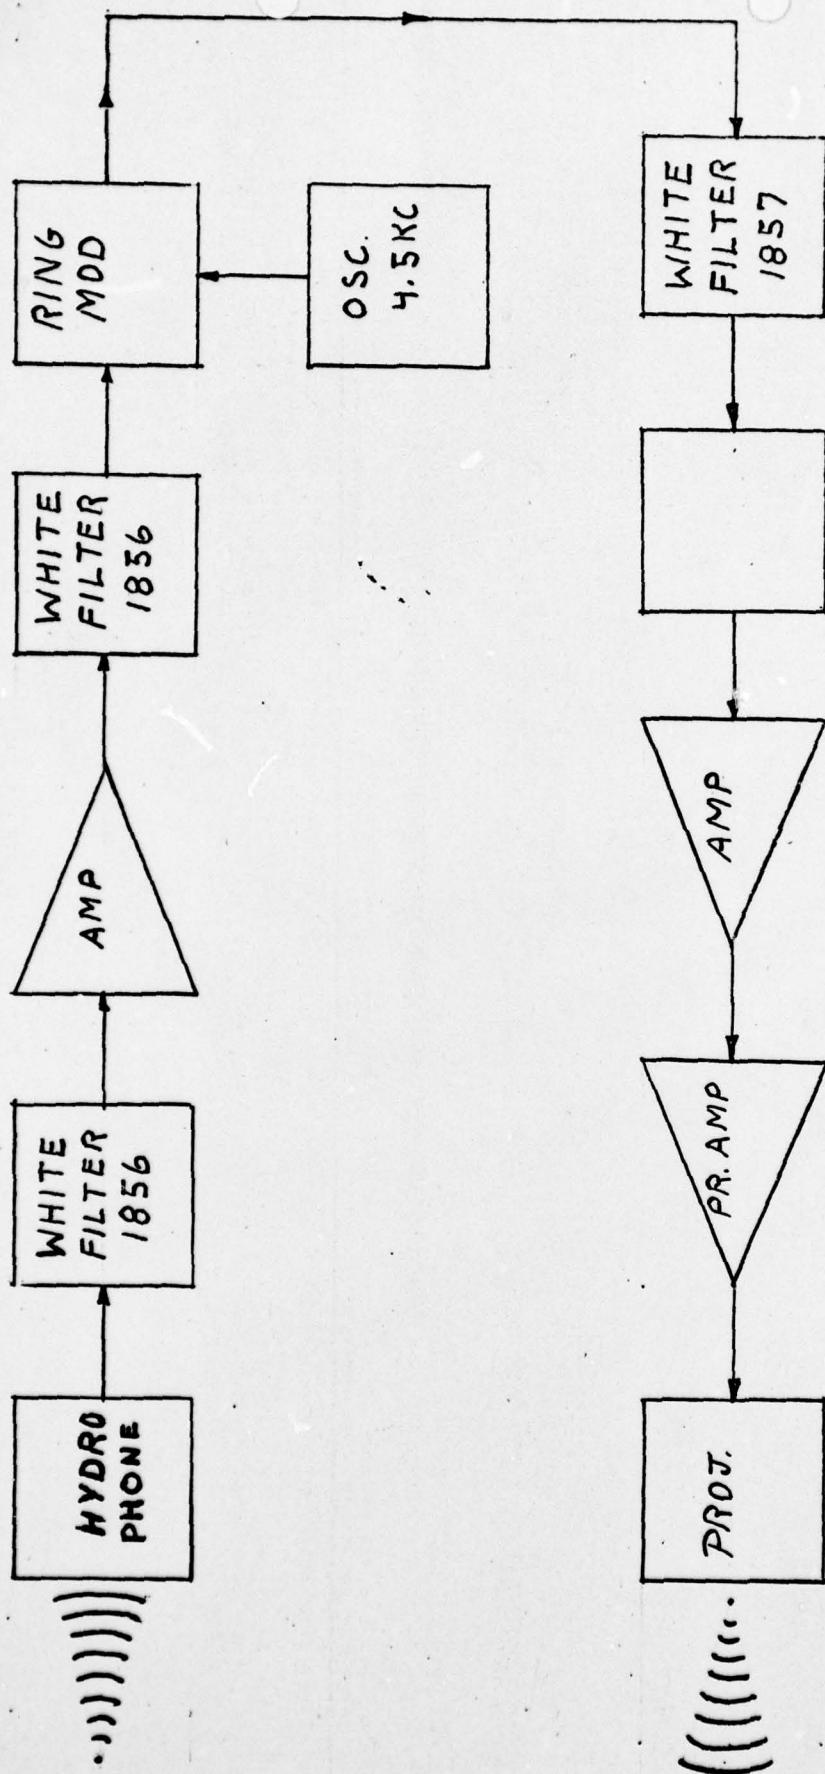 HYDRO
PHONE
WHITE
FILTER
1856
AMP
WHITE
FILTER
1836
RING
MOD
OSC.
4.5KC
WHITE
FILTER
1857
AMP
PR. AMP
PROJ.